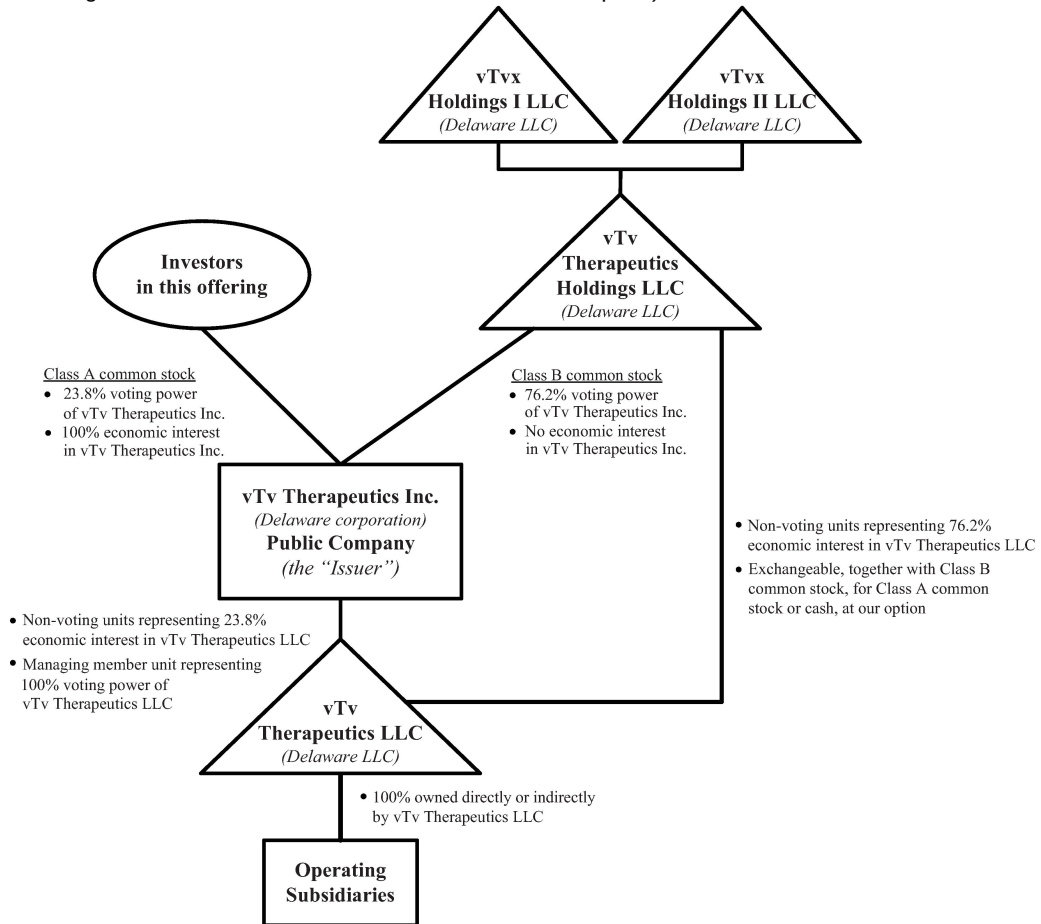 vTvx
Holdings I LLC
(Delaware LLC)
vTvx
Holdings II LLC
(Delaware LLC)
vTv
Therapeutics
Holdings LLC
(Delaware LLC)
Investors
in this offering
Class A common stock
• 23.8% voting power
of vTv Therapeutics Inc.
• 100% economic interest
in vTv Therapeutics Inc.
Class B common stock
• 76.2% voting power
of vTv Therapeutics Inc.
• No economic interest
in vTv Therapeutics Inc.
vTv Therapeutics Inc.
(Delaware corporation)
Public Company
(the “Issuer”)
• Non-voting units representing 76.2%
economic interest in vTv Therapeutics LLC
• Exchangeable, together with Class B
common stock, for Class A common
stock or cash, at our option
• Non-voting units representing 23.8%
economic interest in vTv Therapeutics LLC
• Managing member unit representing
100% voting power of
vTv Therapeutics LLC
vTv
Therapeutics LLC
(Delaware LLC)
• 100% owned directly or indirectly
by vTv Therapeutics LLC
Operating
Subsidiaries